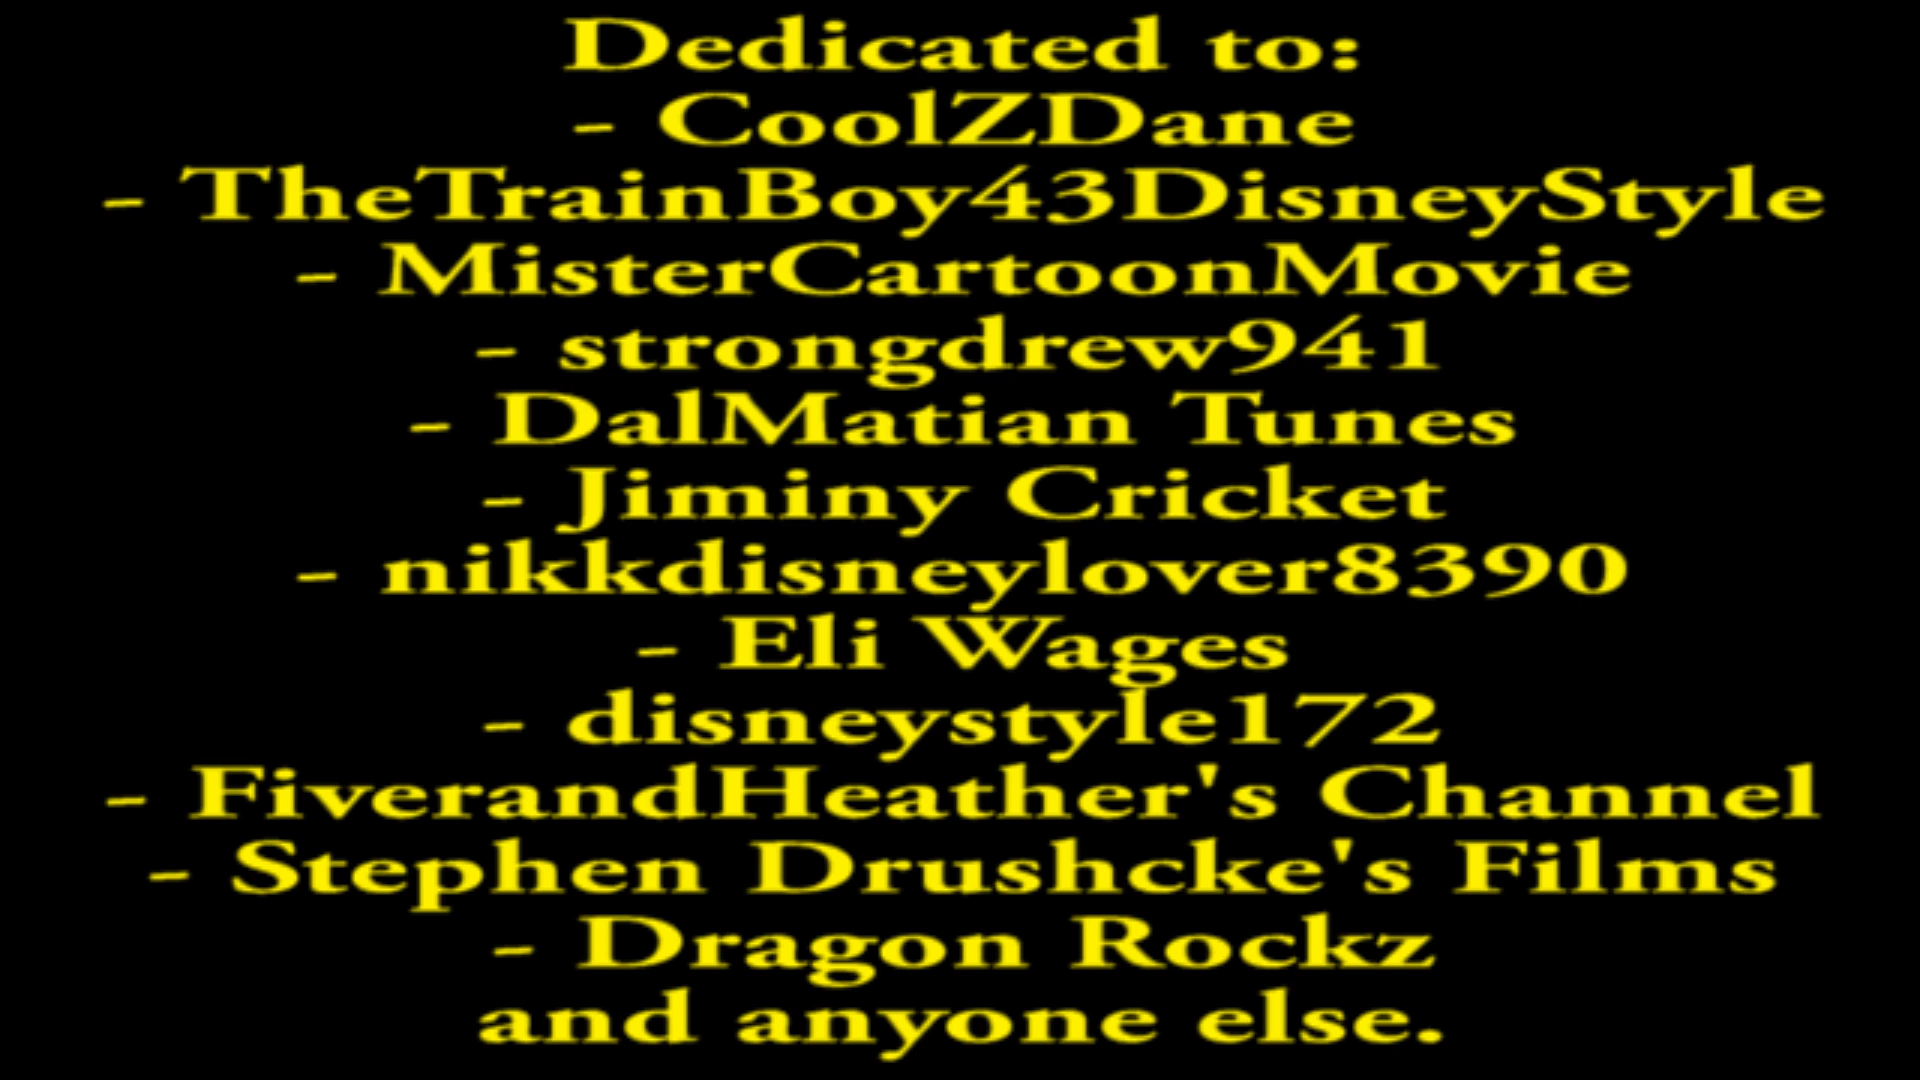 Dedicated to:
- CoolZDane
- TheTrainBoy43DisneyStyle
- MisterCartoonMovie
- strongdrew941
- DalMatian Tunes
- Jiminy Cricket
- nikkdisneylover8390
- Eli Wages
- disneystyle172
- FiverandHeather's Channel
- Stephen Drushcke's Films
- Dragon Rockz
and anyone else.